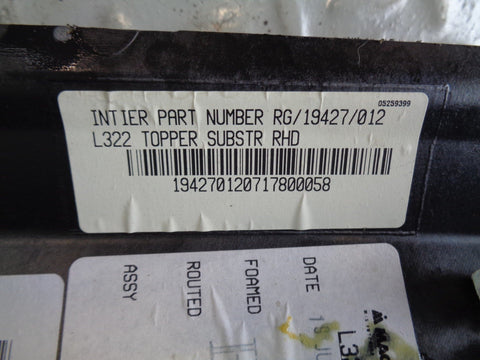 05259399
INTIER PART NUMBER RG/19427/012
L322 TOPPER SUBSTR RHD
194270120717800058
ASSY
ROUTED
FOAMED
DATE